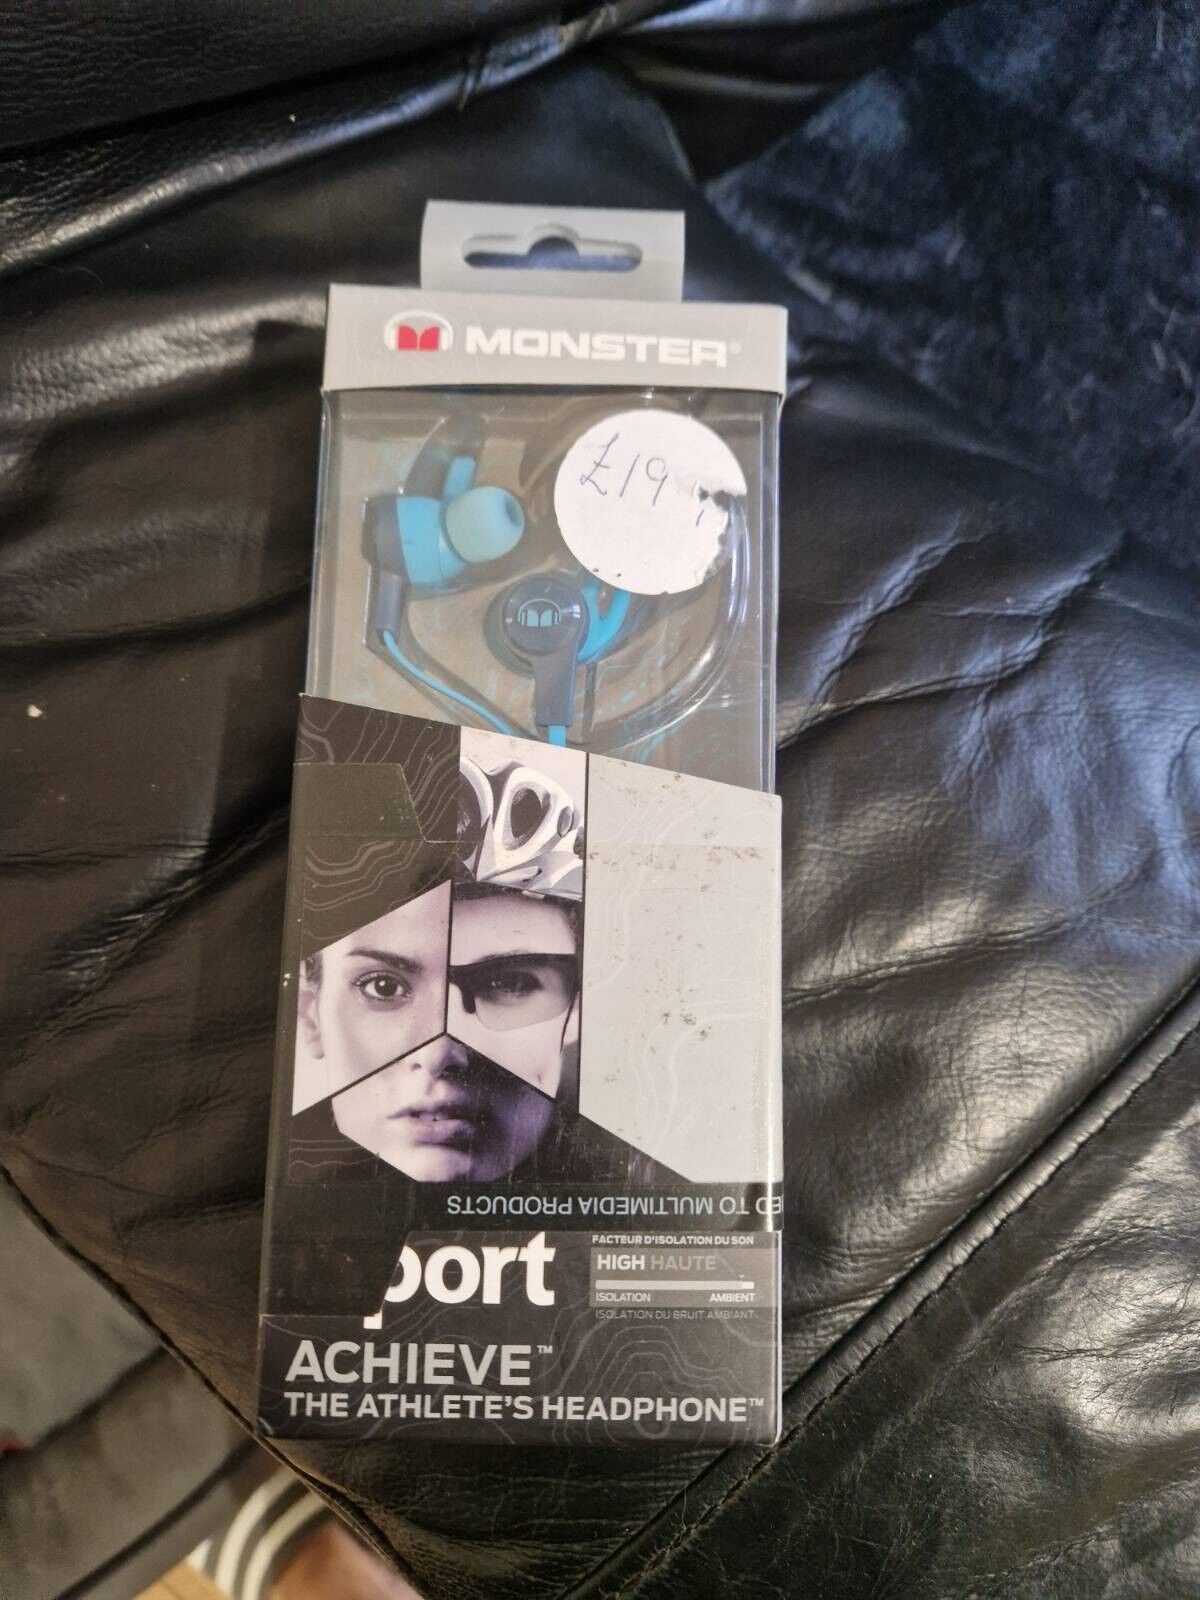 MONSTER®
£19.
ED TO MULTIMEDIA PRODUCTS
port
FACTEUR D'ISOLATION DU SON
HIGH HAUTE
ISOLATION AMBIENT
ISOLATION DU BRUIT AMBIANT
ACHIEVE™
THE ATHLETE'S HEADPHONE™